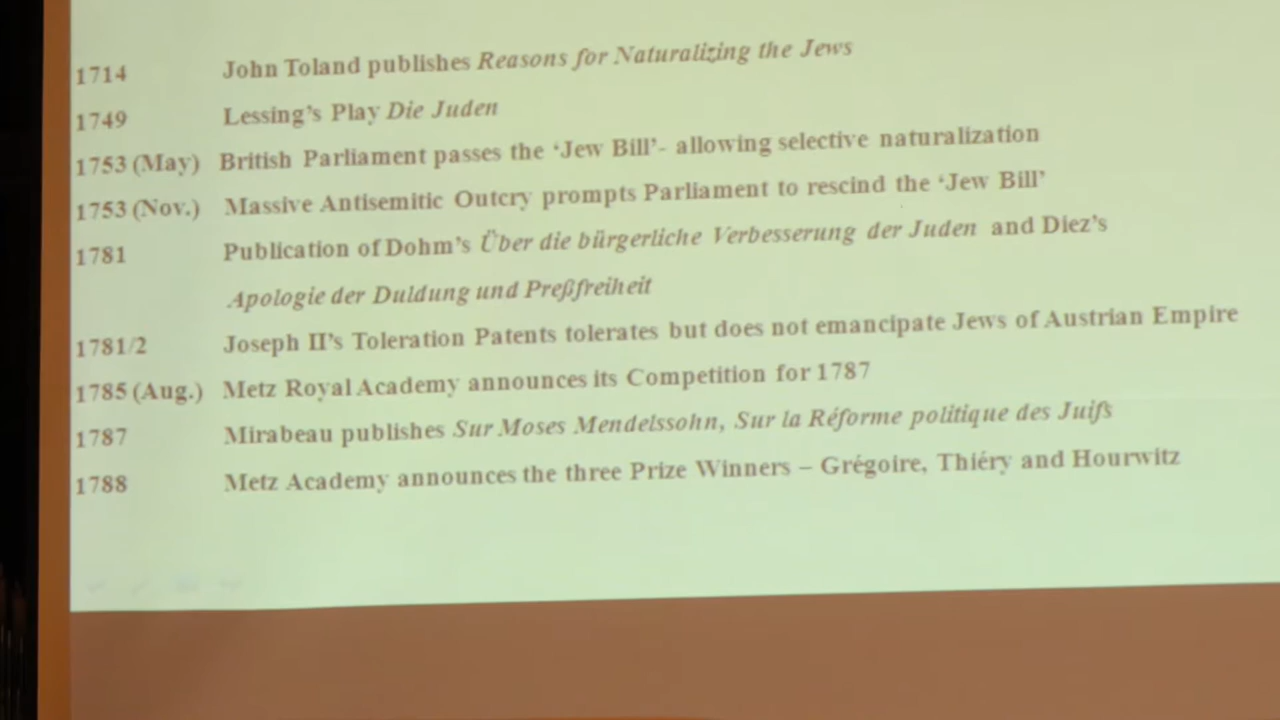 1714 John Toland publishes Reasons for Naturalizing the Jews
1749 Lessing's Play Die Juden
1753 (May) British Parliament passes the ‘Jew Bill’- allowing selective naturalization
1753 (Nov.) Massive Antisemitic Outcry prompts Parliament to rescind the ‘Jew Bill’
1781 Publication of Dohm's Über die bürgerliche Verbesserung der Juden and Diez's
Apologie der Duldung und Preßfreiheit
1781/2 Joseph II's Toleration Patents tolerates but does not emancipate Jews of Austrian Empire
1785 (Aug.) Metz Royal Academy announces its Competition for 1787
1787 Mirabeau publishes Sur Moses Mendelssohn, Sur la Réforme politique des Juifs
1788 Metz Academy announces the three Prize Winners – Grégoire, Thiéry and Hourwitz